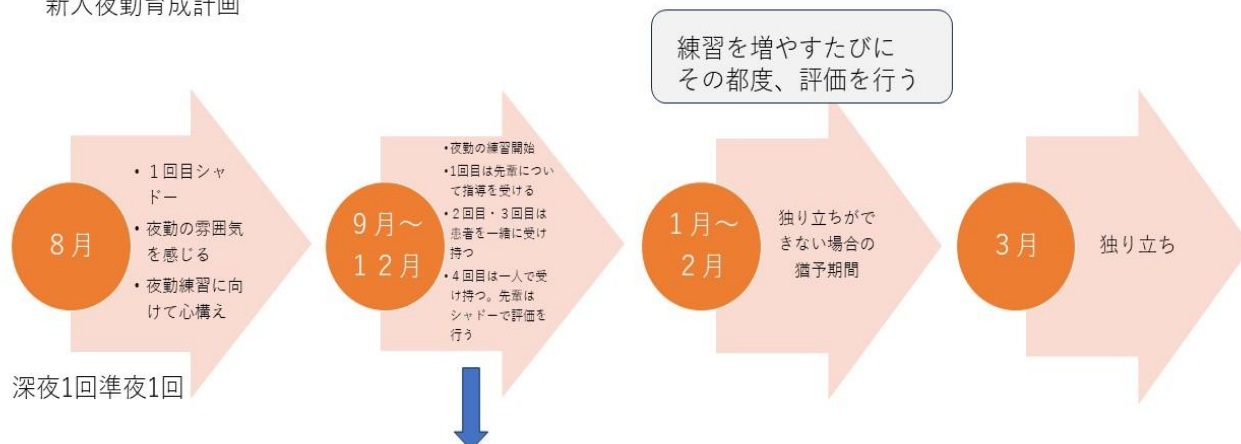 新人夜勤育成計画
練習を増やすたびに
その都度、評価を行う
8月
• １回目シャ
ドー
• 夜勤の雰囲気
を感じる
• 夜勤練習に向
けて心構え
9月～
１２月
•夜勤の練習開始
•1回目は先輩につい
て指導を受ける
•２回目・３回目は
患者を一緒に受け
持つ
•４回目は一人で受
け持つ。先輩は
シャドーで評価を
行う
１月～
２月
独り立ちがで
きない場合の
猶予期間
３月
独り立ち
深夜1回準夜1回